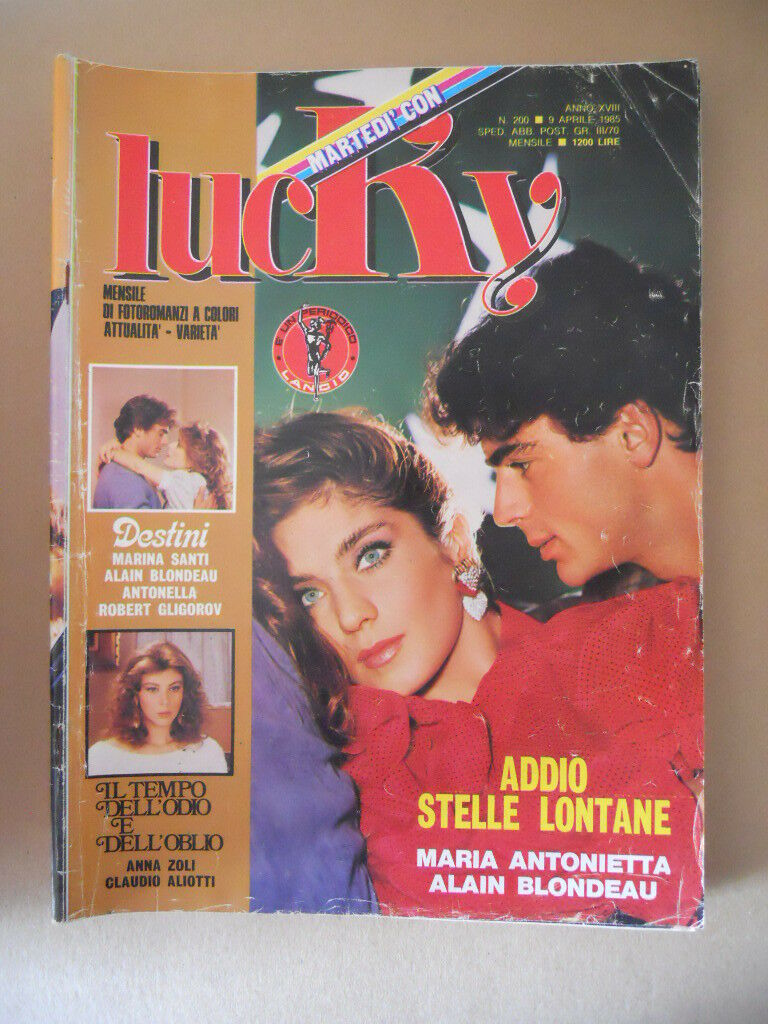 MARTEDI' CON
lucKy
ANNO XVIII
N. 200 ■ 9 APRILE 1985
SPED. ABB. POST. GR. III/70
MENSILE ■ 1200 LIRE
MENSILE
DI FOTOROMANZI A COLORI
ATTUALITA' - VARIETA'
E UN PERIODICO
LANCIO
Destini
MARINA SANTI
ALAIN BLONDEAU
ANTONELLA
ROBERT GLIGOROV
IL TEMPO
DELL'ODIO
E
DELL'OBLIO
ANNA ZOLI
CLAUDIO ALIOTTI
ADDIO
STELLE LONTANE
MARIA ANTONIETTA
ALAIN BLONDEAU